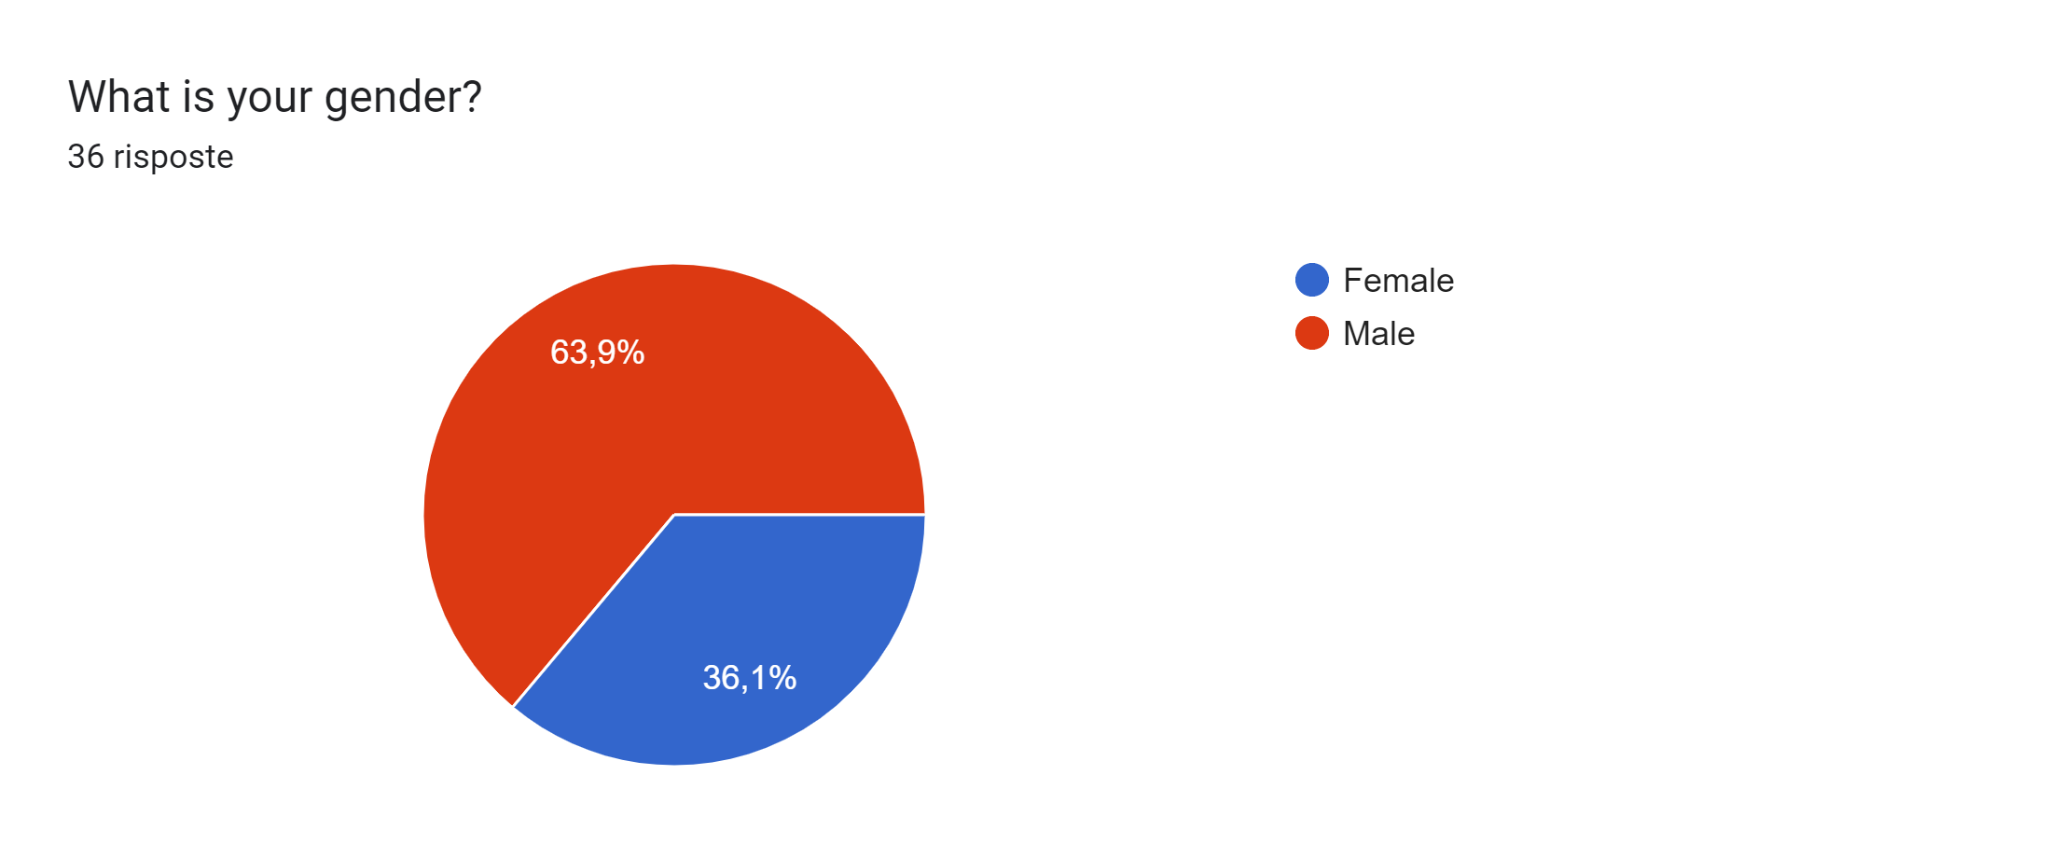 What is your gender?
36 risposte
63,9%
36,1%
Female
Male